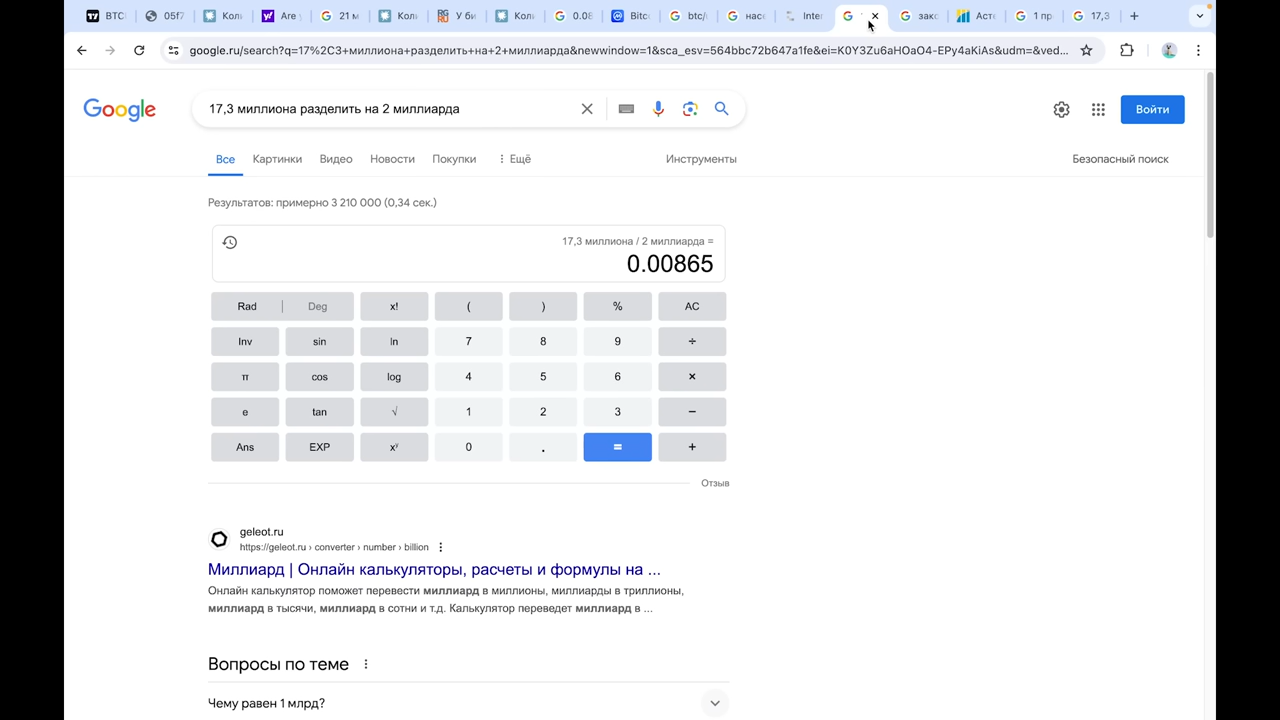 BTC
05f7
Кол
Are y
21 м
Кол
У би
Кол
0.08
Bitc
btc/
нас
Inter
зако
Асте
1 пр
17,3
google.ru/search?q=17%2C3+миллиона+разделить+на+2+миллиарда&newwindow=1&sca_esv=564bbc72b647a1fe&ei=K0Y3Zu6aHOaO4-EPy4aKiAs&udm=&ved...
Google
17,3 миллиона разделить на 2 миллиарда
Войти
Все
Картинки
Видео
Новости
Покупки
Ещё
Инструменты
Безопасный поиск
Результатов: примерно 3 210 000 (0,34 сек.)
17,3 миллиона / 2 миллиарда =
0.00865
Rad | Deg x! ( ) % AC
Inv sin ln 7 8 9 ÷
π cos log 4 5 6 ×
e tan √ 1 2 3 −
Ans EXP xʸ 0 . = +
Отзыв
geleot.ru
https://geleot.ru › converter › number › billion
Миллиард | Онлайн калькуляторы, расчеты и формулы на ...
Онлайн калькулятор поможет перевести миллиард в миллионы, миллиарды в триллионы,
миллиард в тысячи, миллиард в сотни и т.д. Калькулятор переведет миллиард в ...
Вопросы по теме
Чему равен 1 млрд?